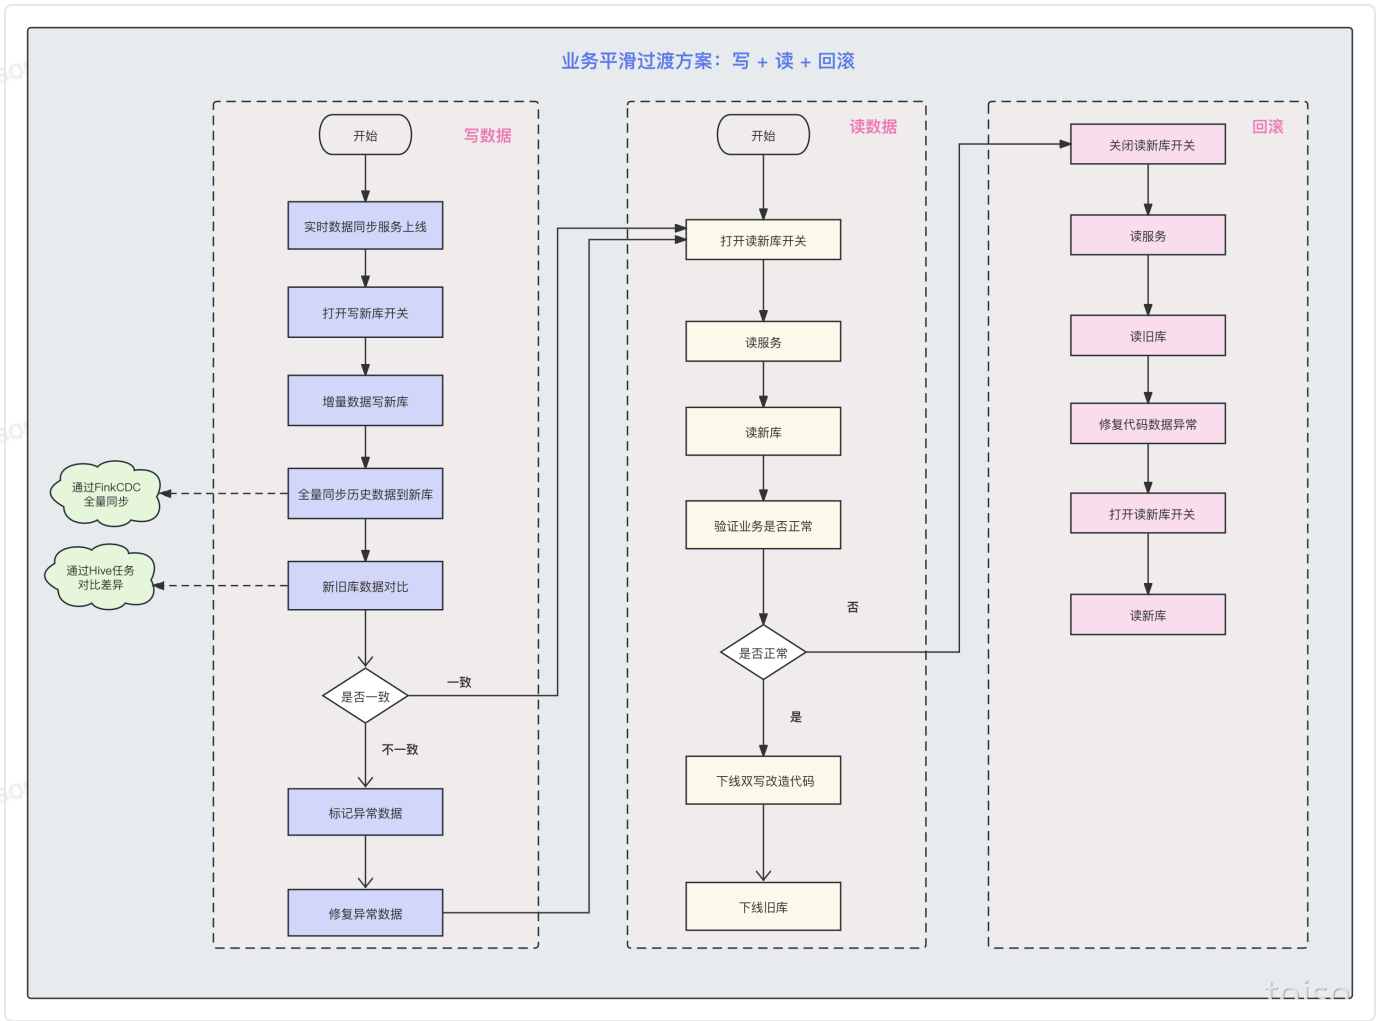 业务平滑过渡方案：写 + 读 + 回滚
写数据
开始
实时数据同步服务上线
打开写新库开关
增量数据写新库
全量同步历史数据到新库
通过FinkCDC
全量同步
新旧库数据对比
通过Hive任务
对比差异
是否一致
一致
不一致
标记异常数据
修复异常数据
读数据
开始
打开读新库开关
读服务
读新库
验证业务是否正常
是否正常
否
是
下线双写改造代码
下线旧库
回滚
关闭读新库开关
读服务
读旧库
修复代码数据异常
打开读新库开关
读新库